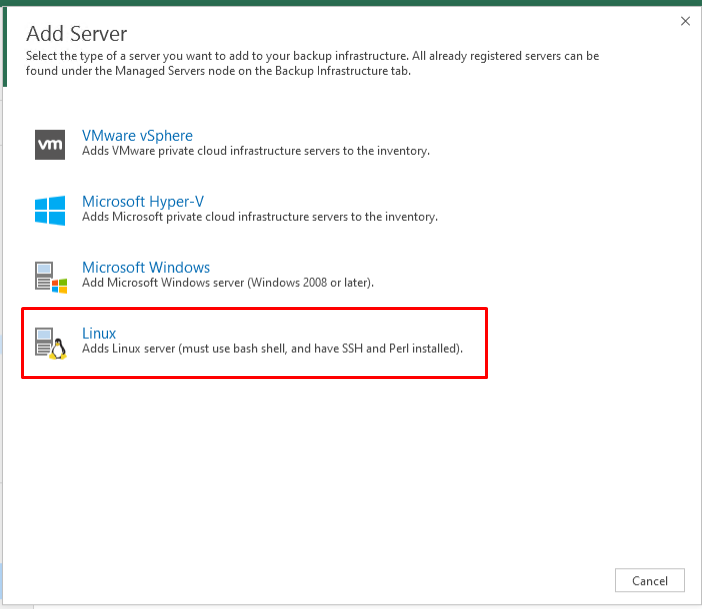 Add Server
Select the type of a server you want to add to your backup infrastructure. All already registered servers can be
found under the Managed Servers node on the Backup Infrastructure tab.
vm
VMware vSphere
Adds VMware private cloud infrastructure servers to the inventory.
Microsoft Hyper-V
Adds Microsoft private cloud infrastructure servers to the inventory.
Microsoft Windows
Add Microsoft Windows server (Windows 2008 or later).
Linux
Adds Linux server (must use bash shell, and have SSH and Perl installed).
Cancel